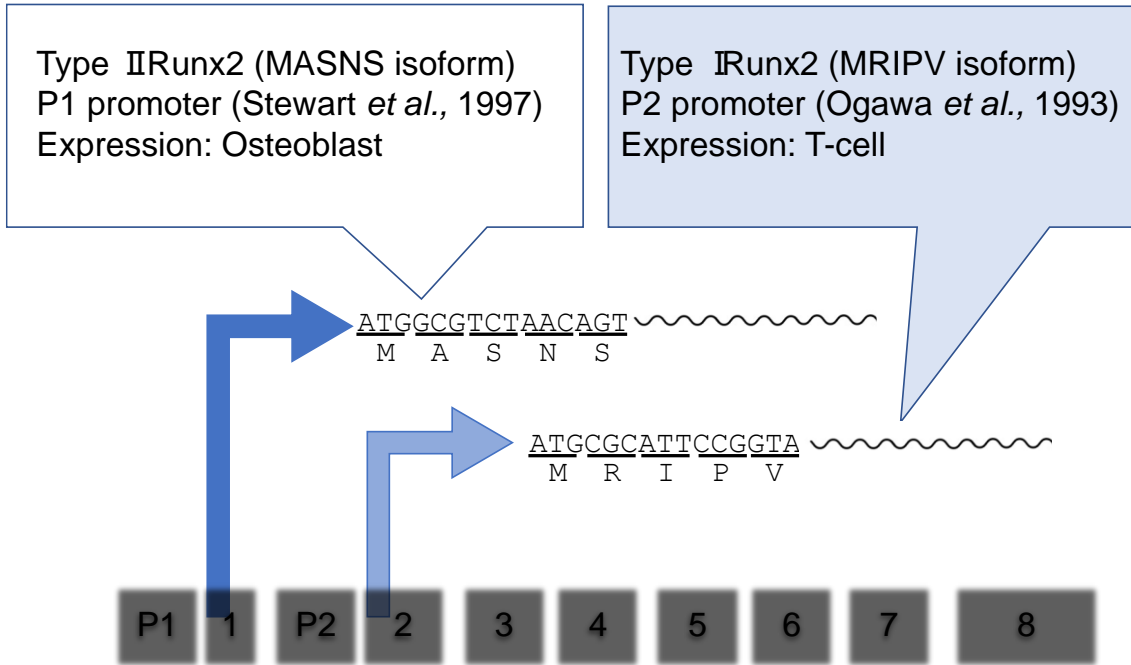 Type ⅡRunx2 (MASNS isoform)
P1 promoter (Stewart et al., 1997)
Expression: Osteoblast
Type ⅠRunx2 (MRIPV isoform)
P2 promoter (Ogawa et al., 1993)
Expression: T-cell
ATGGCGTCTAACAGT
M A S N S
ATGCGCATTCCGGTA
M R I P V
P1 1 P2 2 3 4 5 6 7 8